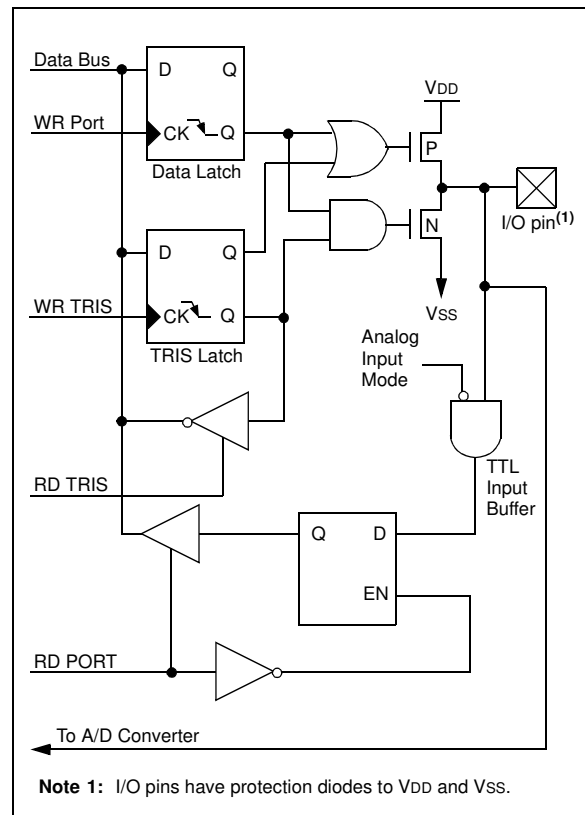 Data Bus
D Q
VDD
WR Port
CK Q
P
Data Latch
I/O pin(1)
N
D Q
WR TRIS
CK Q
VSS
TRIS Latch
Analog
Input
Mode
TTL
Input
Buffer
RD TRIS
Q D
EN
RD PORT
To A/D Converter
Note 1: I/O pins have protection diodes to VDD and VSS.